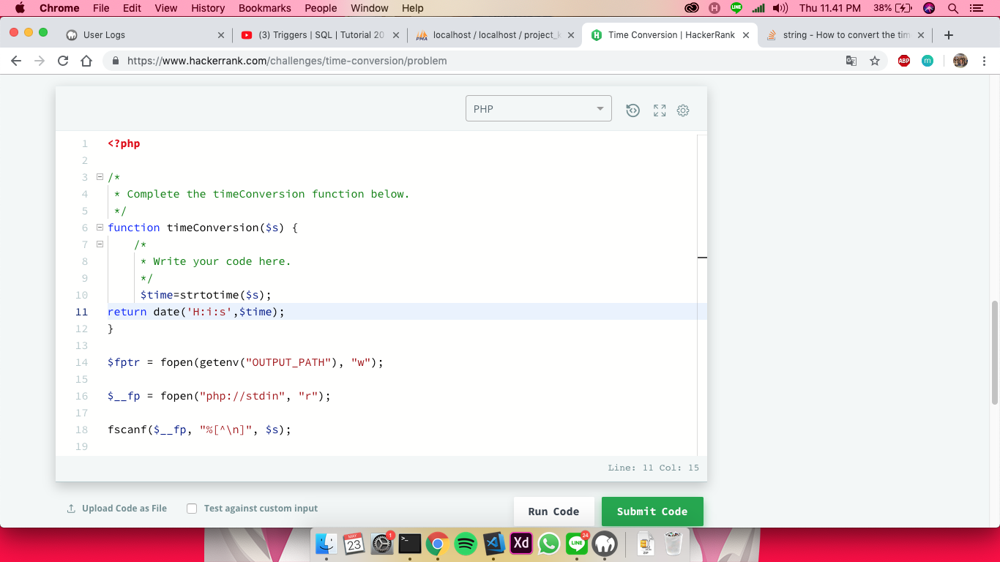 Chrome File Edit View History Bookmarks People Window Help LINE Thu 11.41 PM 38%
User Logs (3) Triggers | SQL | Tutorial 20 localhost / localhost / project_k Time Conversion | HackerRank string - How to convert the tim
https://www.hackerrank.com/challenges/time-conversion/problem ABP m
PHP
1 <?php
2
3 /*
4 * Complete the timeConversion function below.
5 */
6 function timeConversion($s) {
7 /*
8 * Write your code here.
9 */
10 $time=strtotime($s);
11 return date('H:i:s',$time);
12 }
13
14 $fptr = fopen(getenv("OUTPUT_PATH"), "w");
15
16 $__fp = fopen("php://stdin", "r");
17
18 fscanf($__fp, "%[^\n]", $s);
19
Line: 11 Col: 15
Upload Code as File Test against custom input Run Code Submit Code
MAY 23 1 >_ Xd LINE 24 ZIP